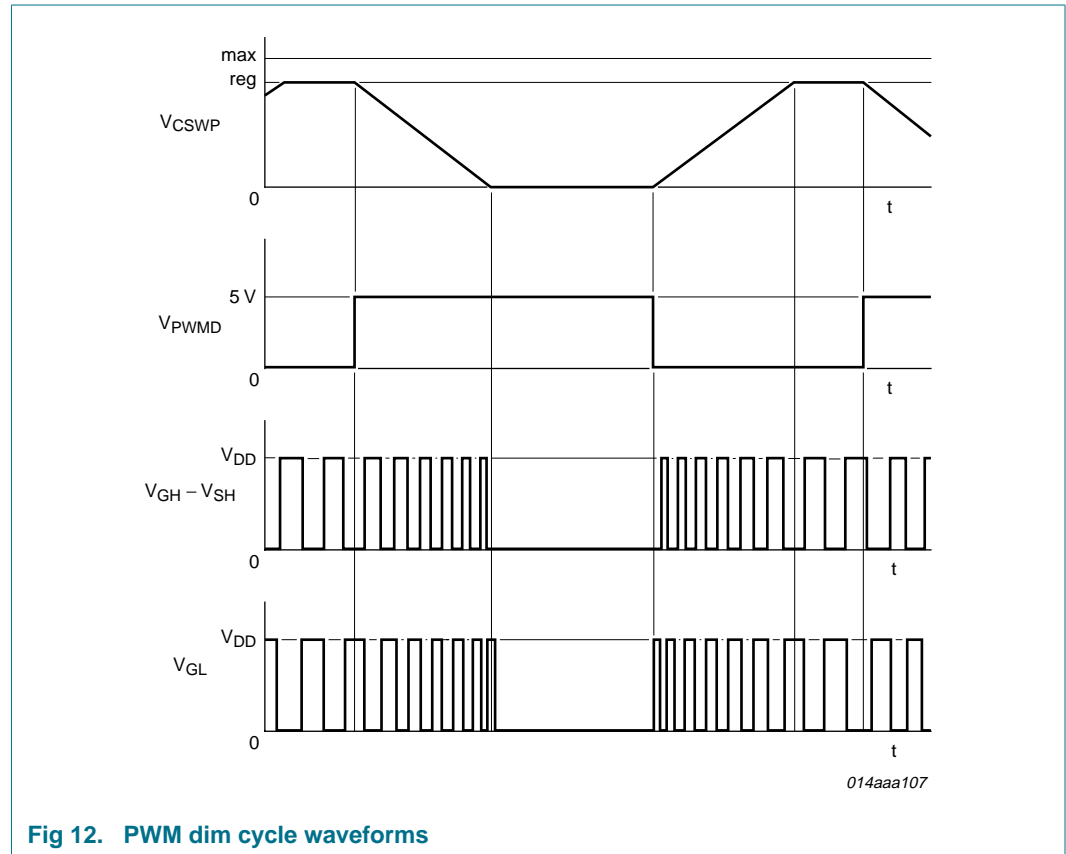 max
reg
VCSWP
0
t
5 V
VPWMD
0
t
VDD
VGH – VSH
0
t
VDD
VGL
0
t
014aaa107
Fig 12. PWM dim cycle waveforms